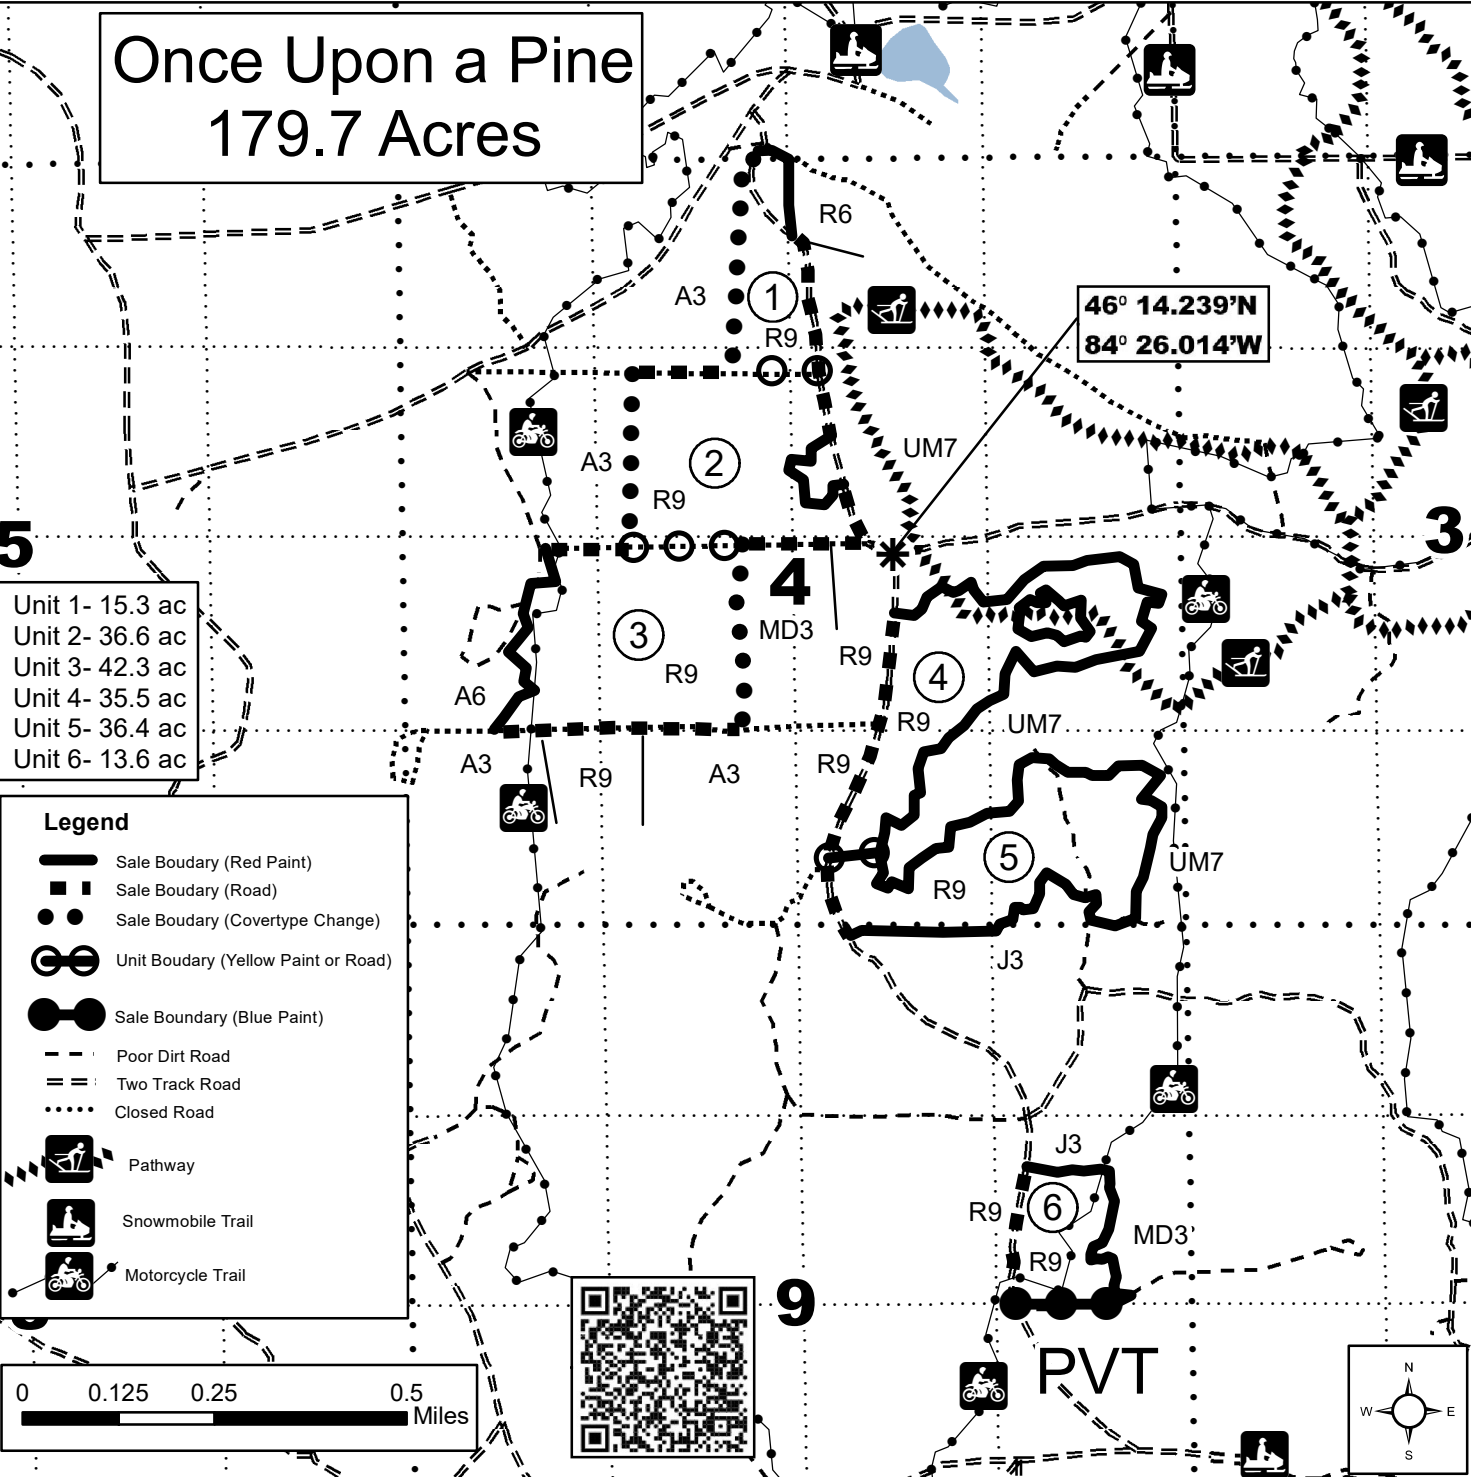 Once Upon a Pine
179.7 Acres
R6
A3
1
R9
46⁰ 14.239’N
84⁰ 26.014’W
A3
2
UM7
R9
5
3
4
Unit 1- 15.3 ac
Unit 2- 36.6 ac
Unit 3- 42.3 ac
Unit 4- 35.5 ac
Unit 5- 36.4 ac
Unit 6- 13.6 ac
3
MD3
R9
R9
4
A6
R9
UM7
A3
R9
A3
R9
Legend
Sale Boudary (Red Paint)
Sale Boudary (Road)
Sale Boudary (Covertype Change)
Unit Boudary (Yellow Paint or Road)
Sale Boundary (Blue Paint)
Poor Dirt Road
Two Track Road
Closed Road
Pathway
Snowmobile Trail
Motorcycle Trail
5
UM7
R9
J3
J3
R9
6
MD3
R9
9
PVT
0 0.125 0.25 0.5
Miles
N
W E
S